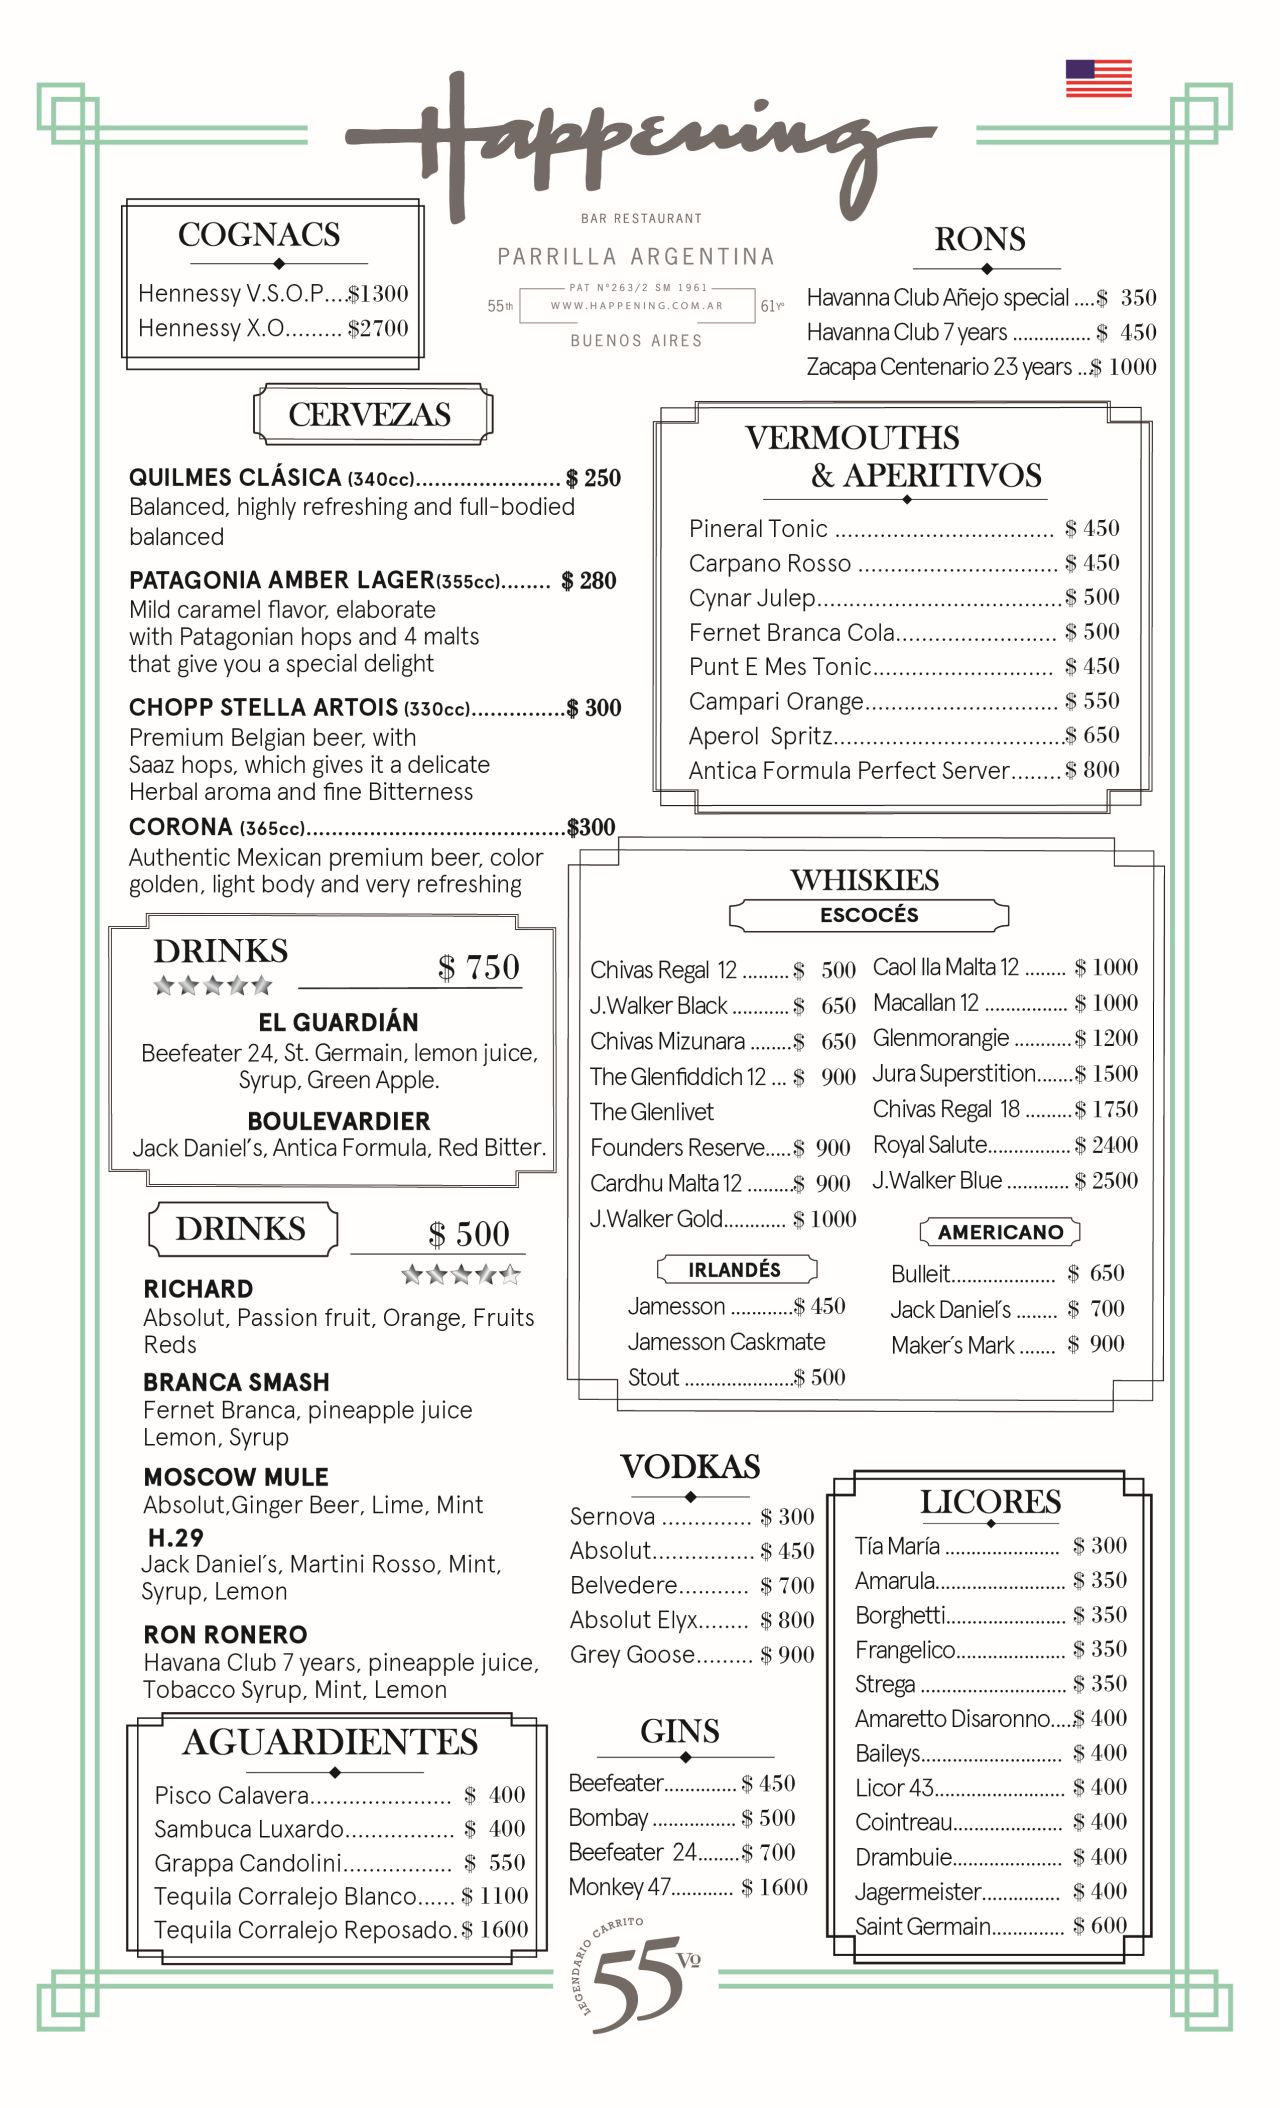 Happening
BAR RESTAURANT
PARRILLA ARGENTINA
PAT Nº263/2 SM 1961
55th WWW.HAPPENING.COM.AR 61Yº
BUENOS AIRES
COGNACS
Hennessy V.S.O.P....$1300
Hennessy X.O......... $2700
RONS
Havanna Club Añejo special ....$ 350
Havanna Club 7 years ............... $ 450
Zacapa Centenario 23 years ...$ 1000
CERVEZAS
QUILMES CLÁSICA (340cc)....................... $ 250
Balanced, highly refreshing and full-bodied
balanced
PATAGONIA AMBER LAGER(355cc)........ $ 280
Mild caramel flavor, elaborate
with Patagonian hops and 4 malts
that give you a special delight
CHOPP STELLA ARTOIS (330cc)...............$ 300
Premium Belgian beer, with
Saaz hops, which gives it a delicate
Herbal aroma and fine Bitterness
CORONA (365cc).........................................$300
Authentic Mexican premium beer, color
golden, light body and very refreshing
VERMOUTHS
& APERITIVOS
Pineral Tonic .................................. $ 450
Carpano Rosso ............................... $ 450
Cynar Julep......................................$ 500
Fernet Branca Cola......................... $ 500
Punt E Mes Tonic............................ $ 450
Campari Orange.............................. $ 550
Aperol Spritz....................................$ 650
Antica Formula Perfect Server........ $ 800
DRINKS
$ 750
EL GUARDIÁN
Beefeater 24, St. Germain, lemon juice,
Syrup, Green Apple.
BOULEVARDIER
Jack Daniel's, Antica Formula, Red Bitter.
DRINKS
$ 500
RICHARD
Absolut, Passion fruit, Orange, Fruits
Reds
BRANCA SMASH
Fernet Branca, pineapple juice
Lemon, Syrup
MOSCOW MULE
Absolut,Ginger Beer, Lime, Mint
H.29
Jack Daniel´s, Martini Rosso, Mint,
Syrup, Lemon
RON RONERO
Havana Club 7 years, pineapple juice,
Tobacco Syrup, Mint, Lemon
AGUARDIENTES
Pisco Calavera...................... $ 400
Sambuca Luxardo................. $ 400
Grappa Candolini................. $ 550
Tequila Corralejo Blanco...... $ 1100
Tequila Corralejo Reposado. $ 1600
WHISKIES
ESCOCÉS
Chivas Regal 12 ......... $ 500
J.Walker Black ........... $ 650
Chivas Mizunara ........$ 650
The Glenfiddich 12 ... $ 900
The Glenlivet
Founders Reserve.....$ 900
Cardhu Malta 12 .........$ 900
J.Walker Gold............ $ 1000
Caol Ila Malta 12 ........ $ 1000
Macallan 12 ................ $ 1000
Glenmorangie ...........$ 1200
Jura Superstition.......$ 1500
Chivas Regal 18 .........$ 1750
Royal Salute................ $ 2400
J.Walker Blue ............ $ 2500
IRLANDÉS
Jamesson ............$ 450
Jamesson Caskmate
Stout .....................$ 500
AMERICANO
Bulleit.................... $ 650
Jack Daniel´s ........ $ 700
Maker´s Mark ....... $ 900
VODKAS
Sernova .............. $ 300
Absolut................ $ 450
Belvedere........... $ 700
Absolut Elyx........ $ 800
Grey Goose......... $ 900
GINS
Beefeater.............. $ 450
Bombay ................ $ 500
Beefeater 24........$ 700
Monkey 47............ $ 1600
LICORES
Tía María ...................... $ 300
Amarula......................... $ 350
Borghetti....................... $ 350
Frangelico..................... $ 350
Strega ............................ $ 350
Amaretto Disaronno.....$ 400
Baileys........................... $ 400
Licor 43......................... $ 400
Cointreau..................... $ 400
Drambuie..................... $ 400
Jagermeister............... $ 400
Saint Germain.............. $ 600
LEGENDARIO CARRITO
55 Vº